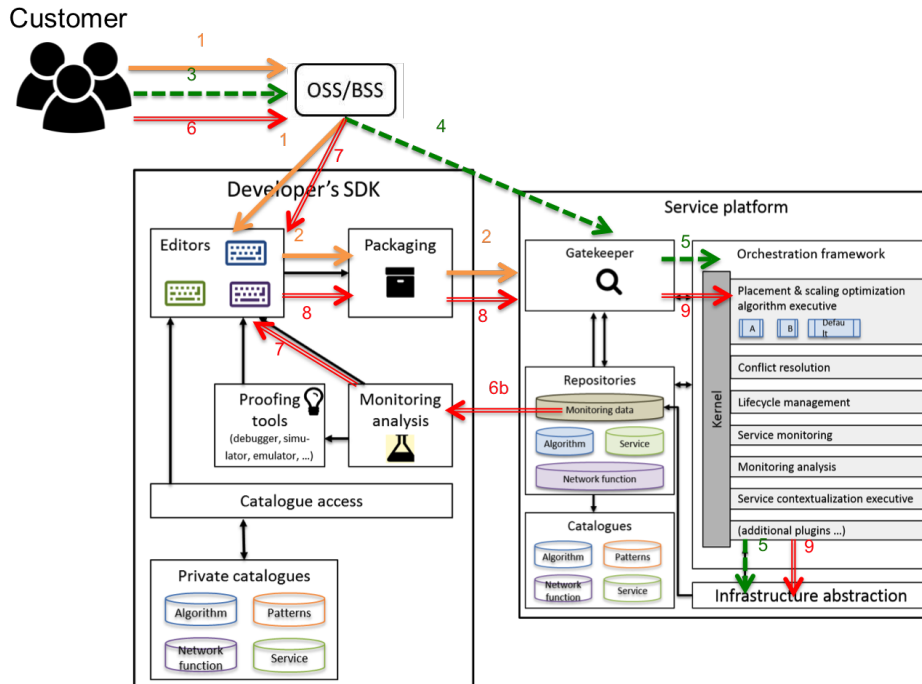 Customer
1
3
6
OSS/BSS
1
7
4
Developer's SDK
Editors
2
8
Packaging
2
8
7
Proofing
tools
(debugger, simu-
lator, emulator, ...)
Monitoring
analysis
6b
Catalogue access
Private catalogues
Algorithm
Patterns
Network
function
Service
Service platform
Gatekeeper
5
9
Orchestration framework
Kernel
Placement & scaling optimization
algorithm executive
A
B
Defau
lt
Conflict resolution
Lifecycle management
Service monitoring
Monitoring analysis
Service contextualization executive
(additional plugins ...)
5
9
Infrastructure abstraction
Repositories
Monitoring data
Algorithm
Service
Network function
Catalogues
Algorithm
Patterns
Network
function
Service